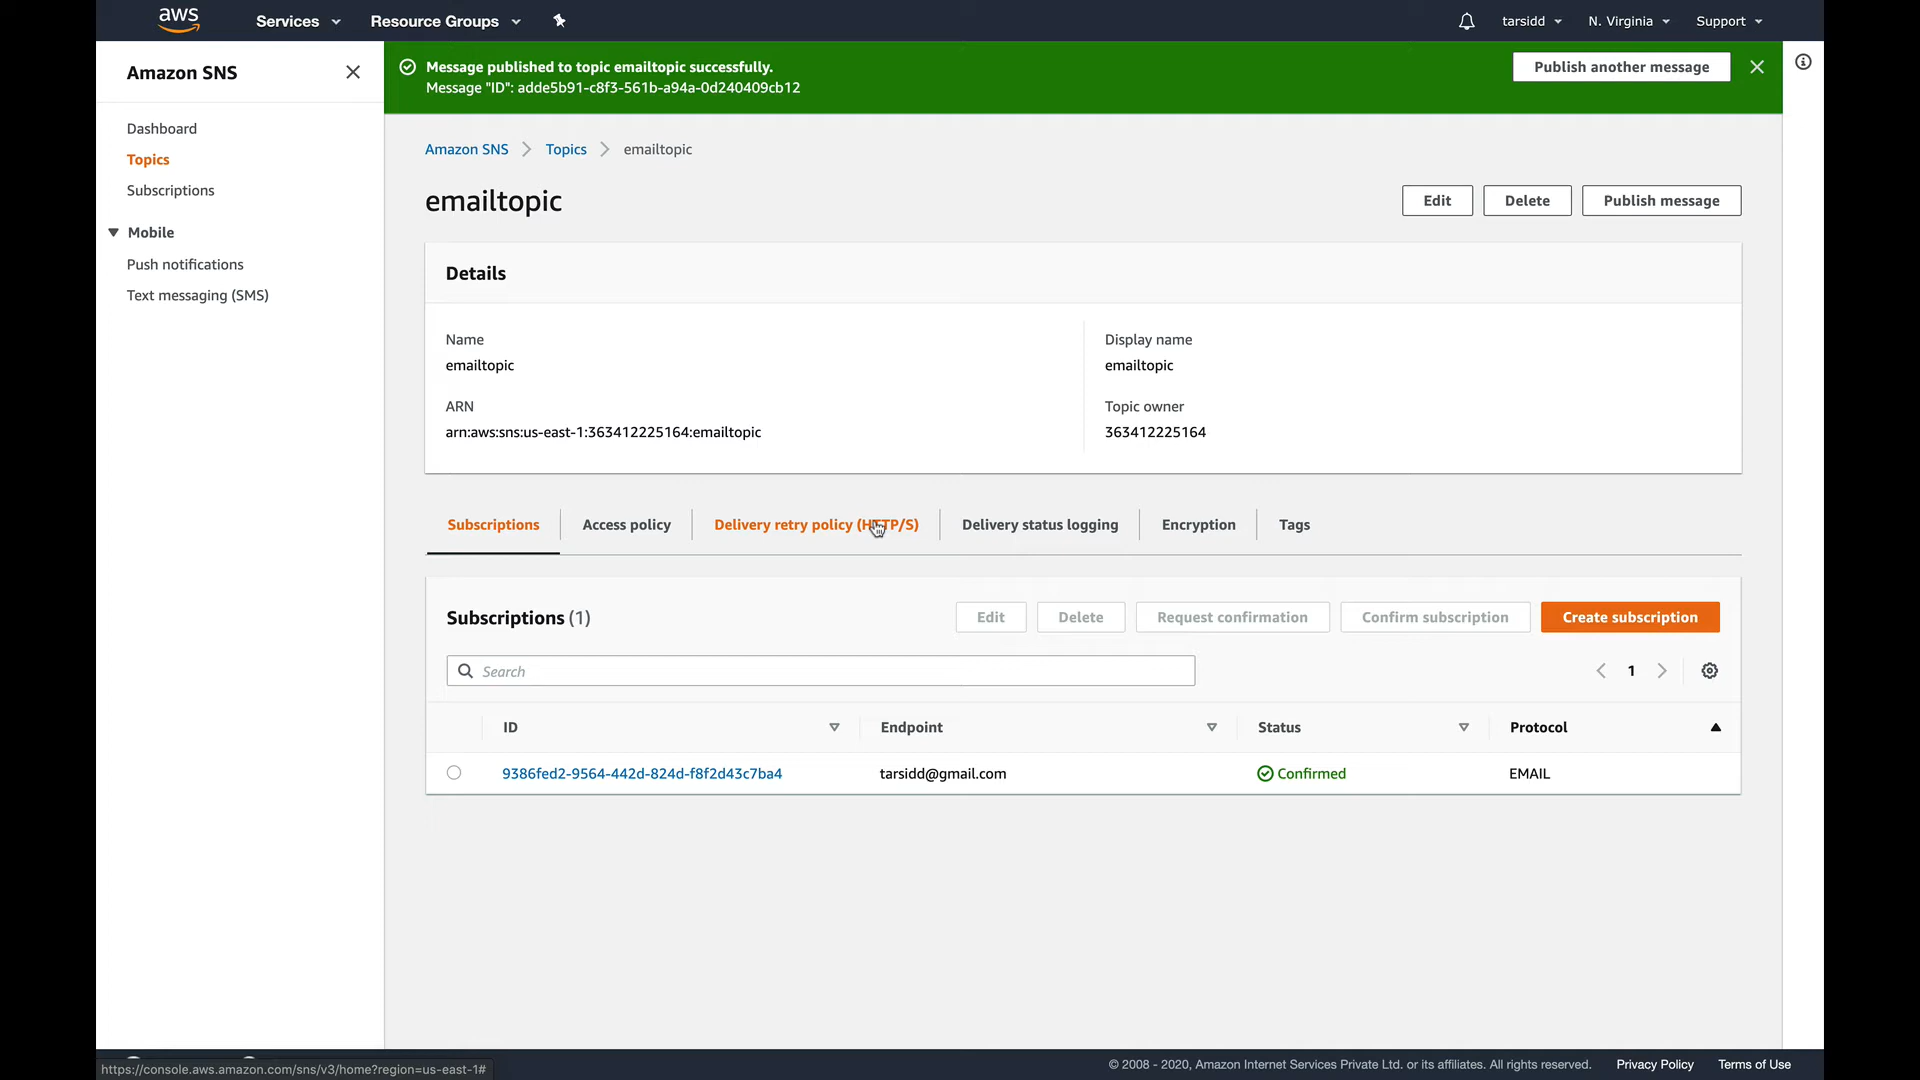 aws
Services
Resource Groups
tarsidd
N. Virginia
Support
Amazon SNS
Dashboard
Topics
Subscriptions
Mobile
Push notifications
Text messaging (SMS)
Message published to topic emailtopic successfully.
Message "ID": adde5b91-c8f3-561b-a94a-0d240409cb12
Publish another message
Amazon SNS
Topics
emailtopic
emailtopic
Edit
Delete
Publish message
Details
Name
emailtopic
Display name
emailtopic
ARN
arn:aws:sns:us-east-1:363412225164:emailtopic
Topic owner
363412225164
Subscriptions
Access policy
Delivery retry policy (HTTP/S)
Delivery status logging
Encryption
Tags
Subscriptions (1)
Edit
Delete
Request confirmation
Confirm subscription
Create subscription
Search
1
ID
Endpoint
Status
Protocol
9386fed2-9564-442d-824d-f8f2d43c7ba4
tarsidd@gmail.com
Confirmed
EMAIL
https://console.aws.amazon.com/sns/v3/home?region=us-east-1#
© 2008 - 2020, Amazon Internet Services Private Ltd. or its affiliates. All rights reserved.
Privacy Policy
Terms of Use